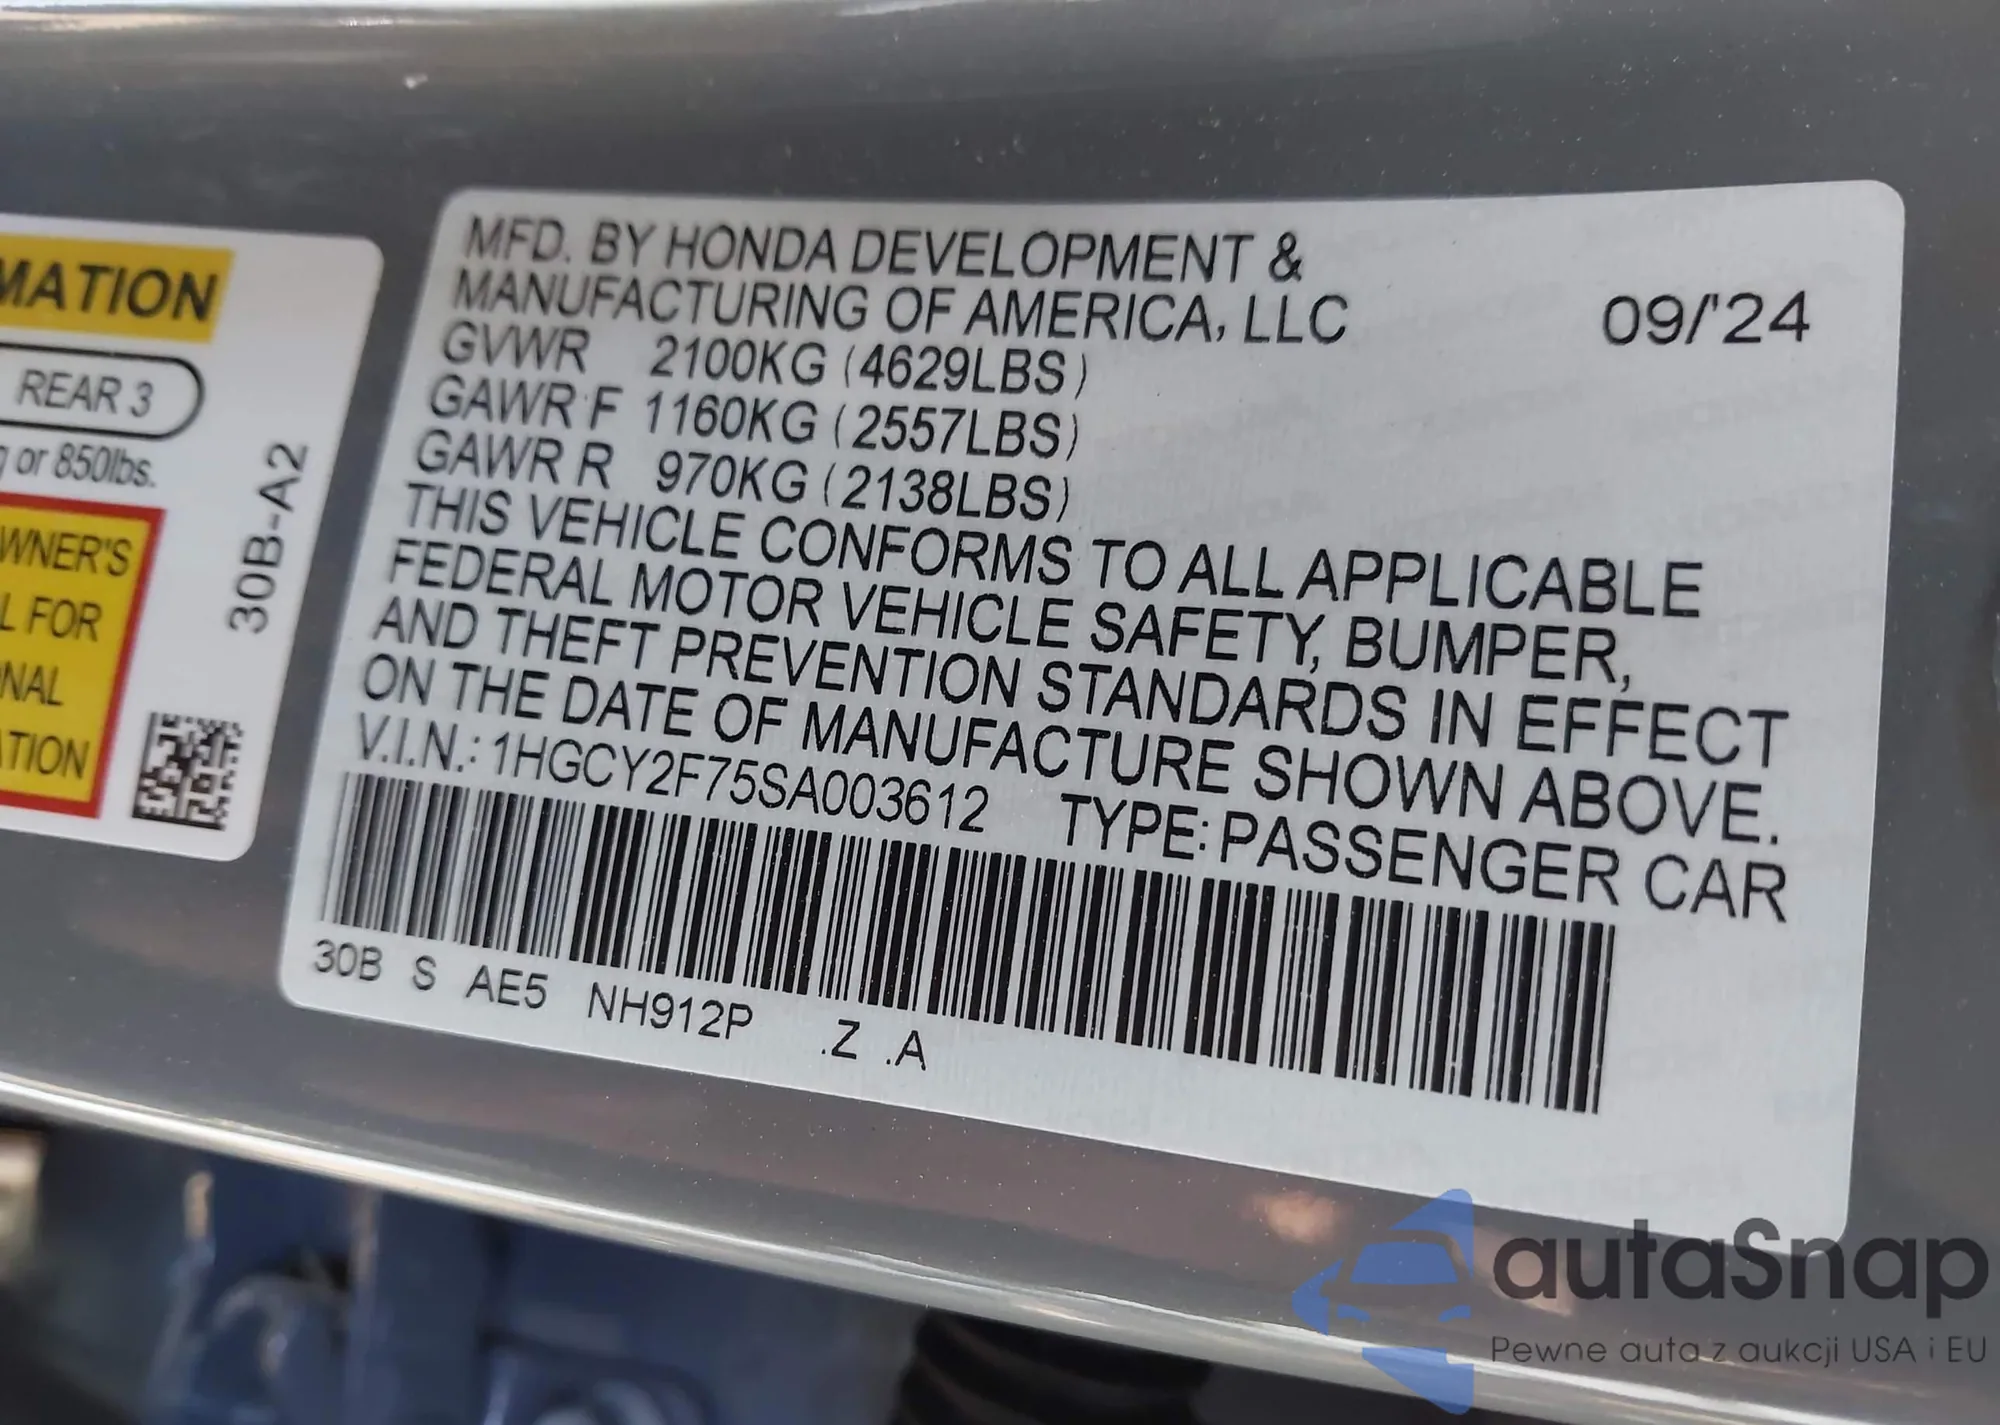 MATION
REAR 3
g or 850lbs.
WNER'S
L FOR
NAL
TION
30B-A2
MFD. BY HONDA DEVELOPMENT &
MANUFACTURING OF AMERICA, LLC
09/'24
GVWR 2100KG (4629LBS)
GAWR F 1160KG (2557LBS)
GAWR R 970KG (2138LBS)
THIS VEHICLE CONFORMS TO ALL APPLICABLE
FEDERAL MOTOR VEHICLE SAFETY, BUMPER,
AND THEFT PREVENTION STANDARDS IN EFFECT
ON THE DATE OF MANUFACTURE SHOWN ABOVE.
V.I.N.: 1HGCY2F75SA003612 TYPE: PASSENGER CAR
30B S AE5 NH912P .Z .A
autaSnap
Pewne auta z aukcji USA i EU